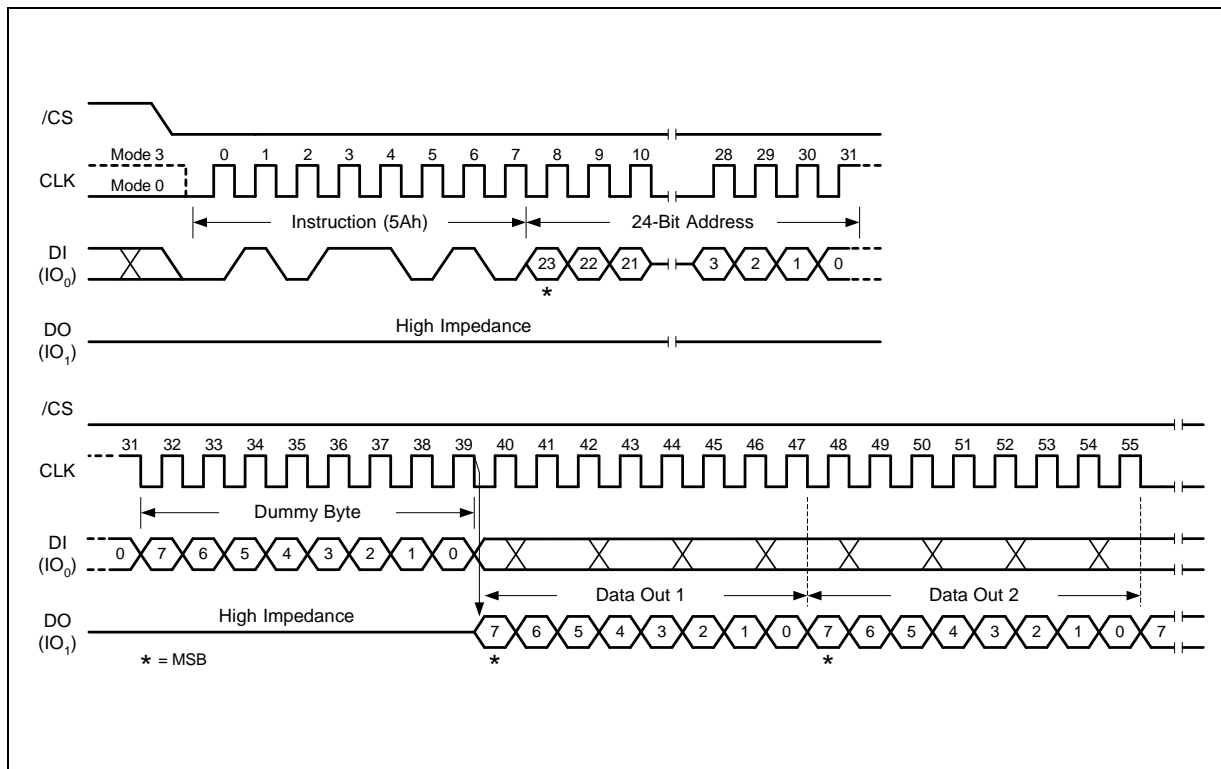 /CS
Mode 3
0 1 2 3 4 5 6 7 8 9 10 28 29 30 31
CLK
Mode 0
Instruction (5Ah) 24-Bit Address
DI
(IO0)
23 22 21 3 2 1 0
*
DO
(IO1)
High Impedance
/CS
31 32 33 34 35 36 37 38 39 40 41 42 43 44 45 46 47 48 49 50 51 52 53 54 55
CLK
Dummy Byte
DI
(IO0)
0 7 6 5 4 3 2 1 0
Data Out 1 Data Out 2
DO
(IO1)
High Impedance
7 6 5 4 3 2 1 0 7 6 5 4 3 2 1 0 7
* = MSB * *